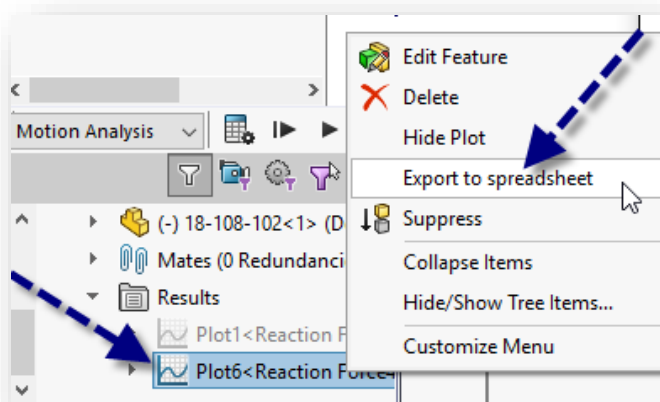 Edit Feature
Delete
Hide Plot
Export to spreadsheet
Suppress
Collapse Items
Hide/Show Tree Items...
Customize Menu
Motion Analysis
(-) 18-108-102<1> (D
Mates (0 Redundanci
Results
Plot1<Reaction F
Plot6<Reaction Force4